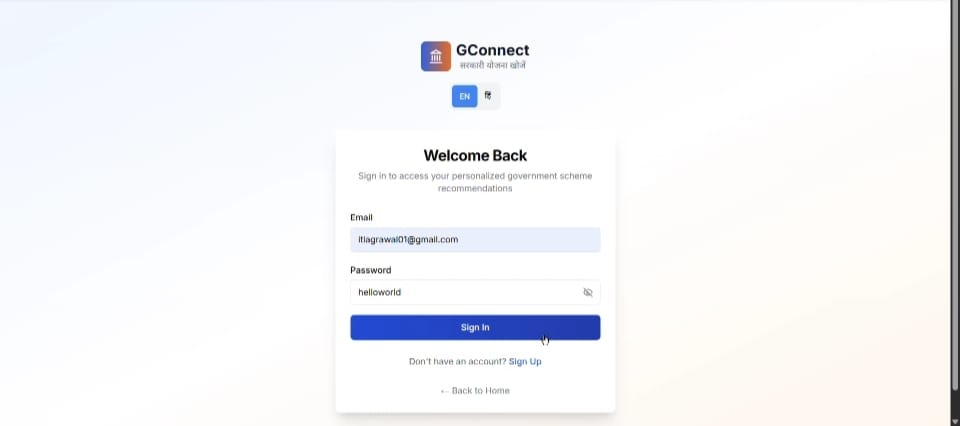 GConnect
सरकारी योजना खोजें
EN
हिं
Welcome Back
Sign in to access your personalized government scheme
recommendations
Email
itiagrawal01@gmail.com
Password
helloworld
Sign In
Don't have an account? Sign Up
← Back to Home